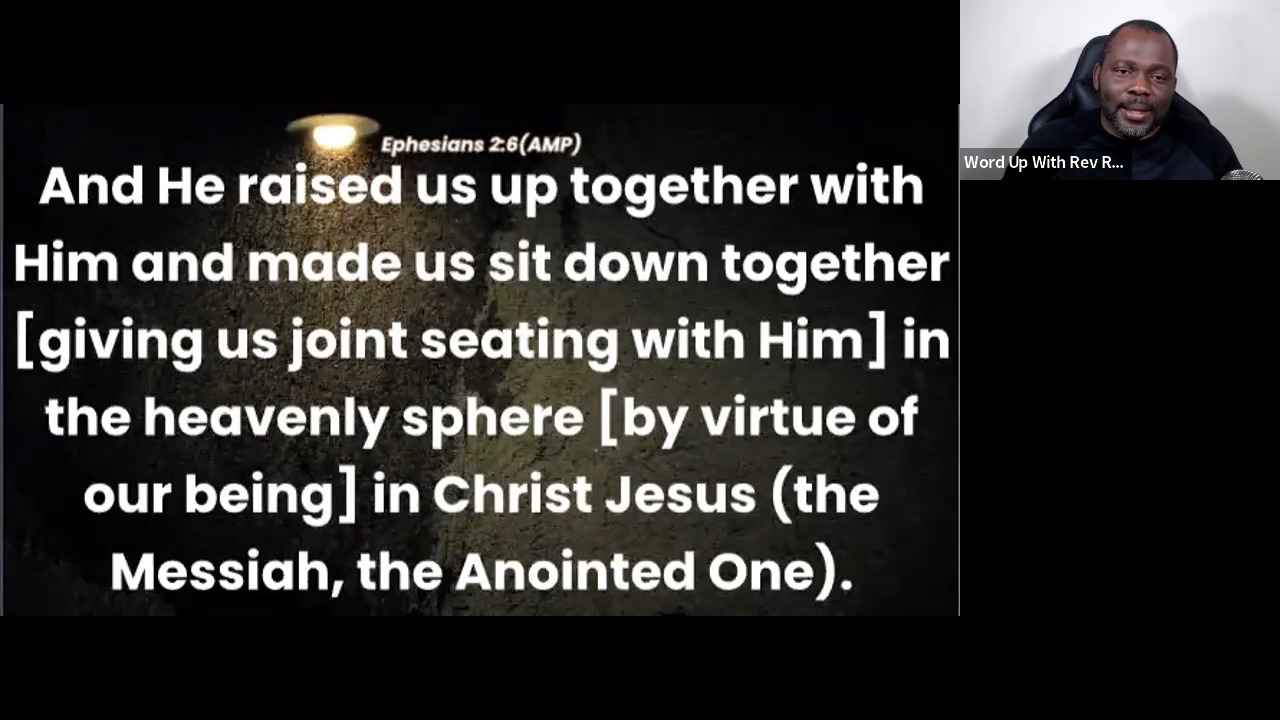 Ephesians 2:6(AMP)
And He raised us up together with
Him and made us sit down together
[giving us joint seating with Him] in
the heavenly sphere [by virtue of
our being] in Christ Jesus (the
Messiah, the Anointed One).
Word Up With Rev R...